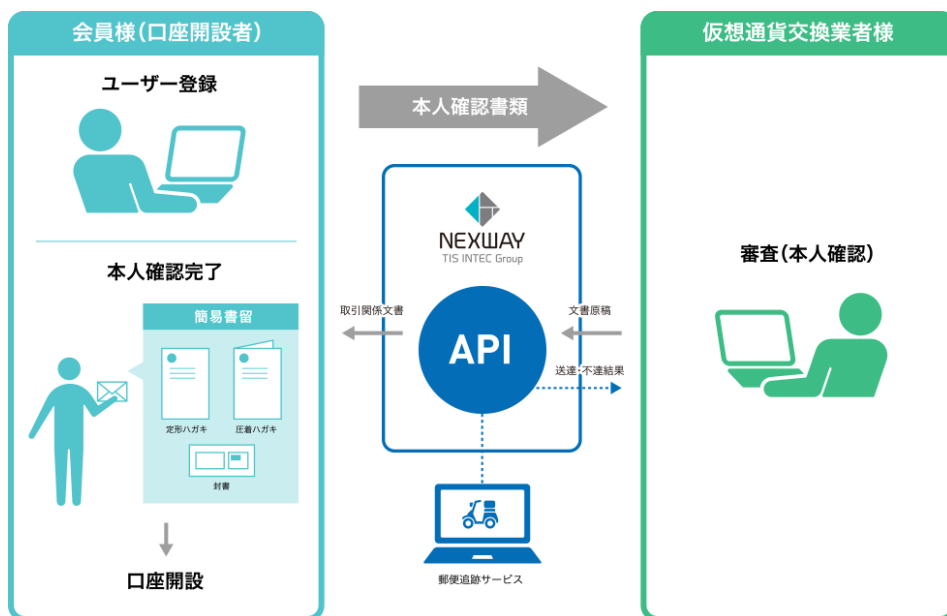 会員様(口座開設者)
ユーザー登録
本人確認完了
簡易書留
定形ハガキ
圧着ハガキ
封書
口座開設
本人確認書類
NEXWAY
TIS INTEC Group
取引関係文書
API
文書原稿
送達・不達結果
郵便追跡サービス
仮想通貨交換業者様
審査(本人確認)